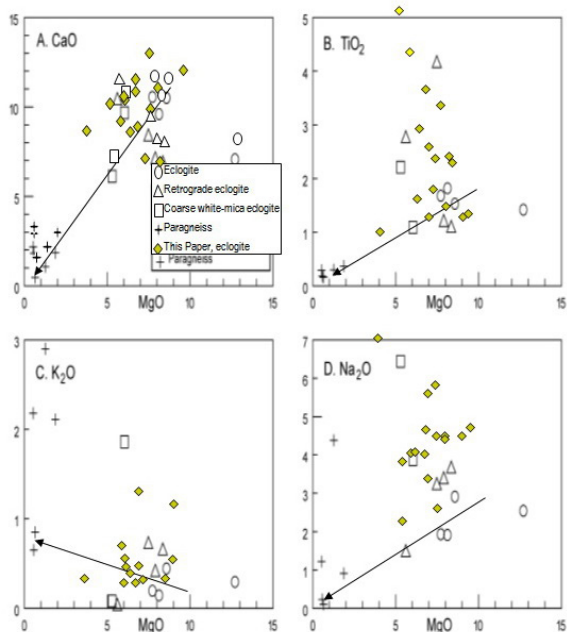 15
A. CaO
10
5
0
0
5
MgO
10
15
Eclogite
Retrograde eclogite
Coarse white-mica edogite
Paragneiss
This Paper, eclogite
Paragneiss
5
B. TiO2
4
3
2
1
0
0
5
MgO
10
15
3
C. K2O
2
1
0
0
5
MgO
10
15
7
D. Na2O
6
5
4
3
2
1
0
0
5
MgO
10
15